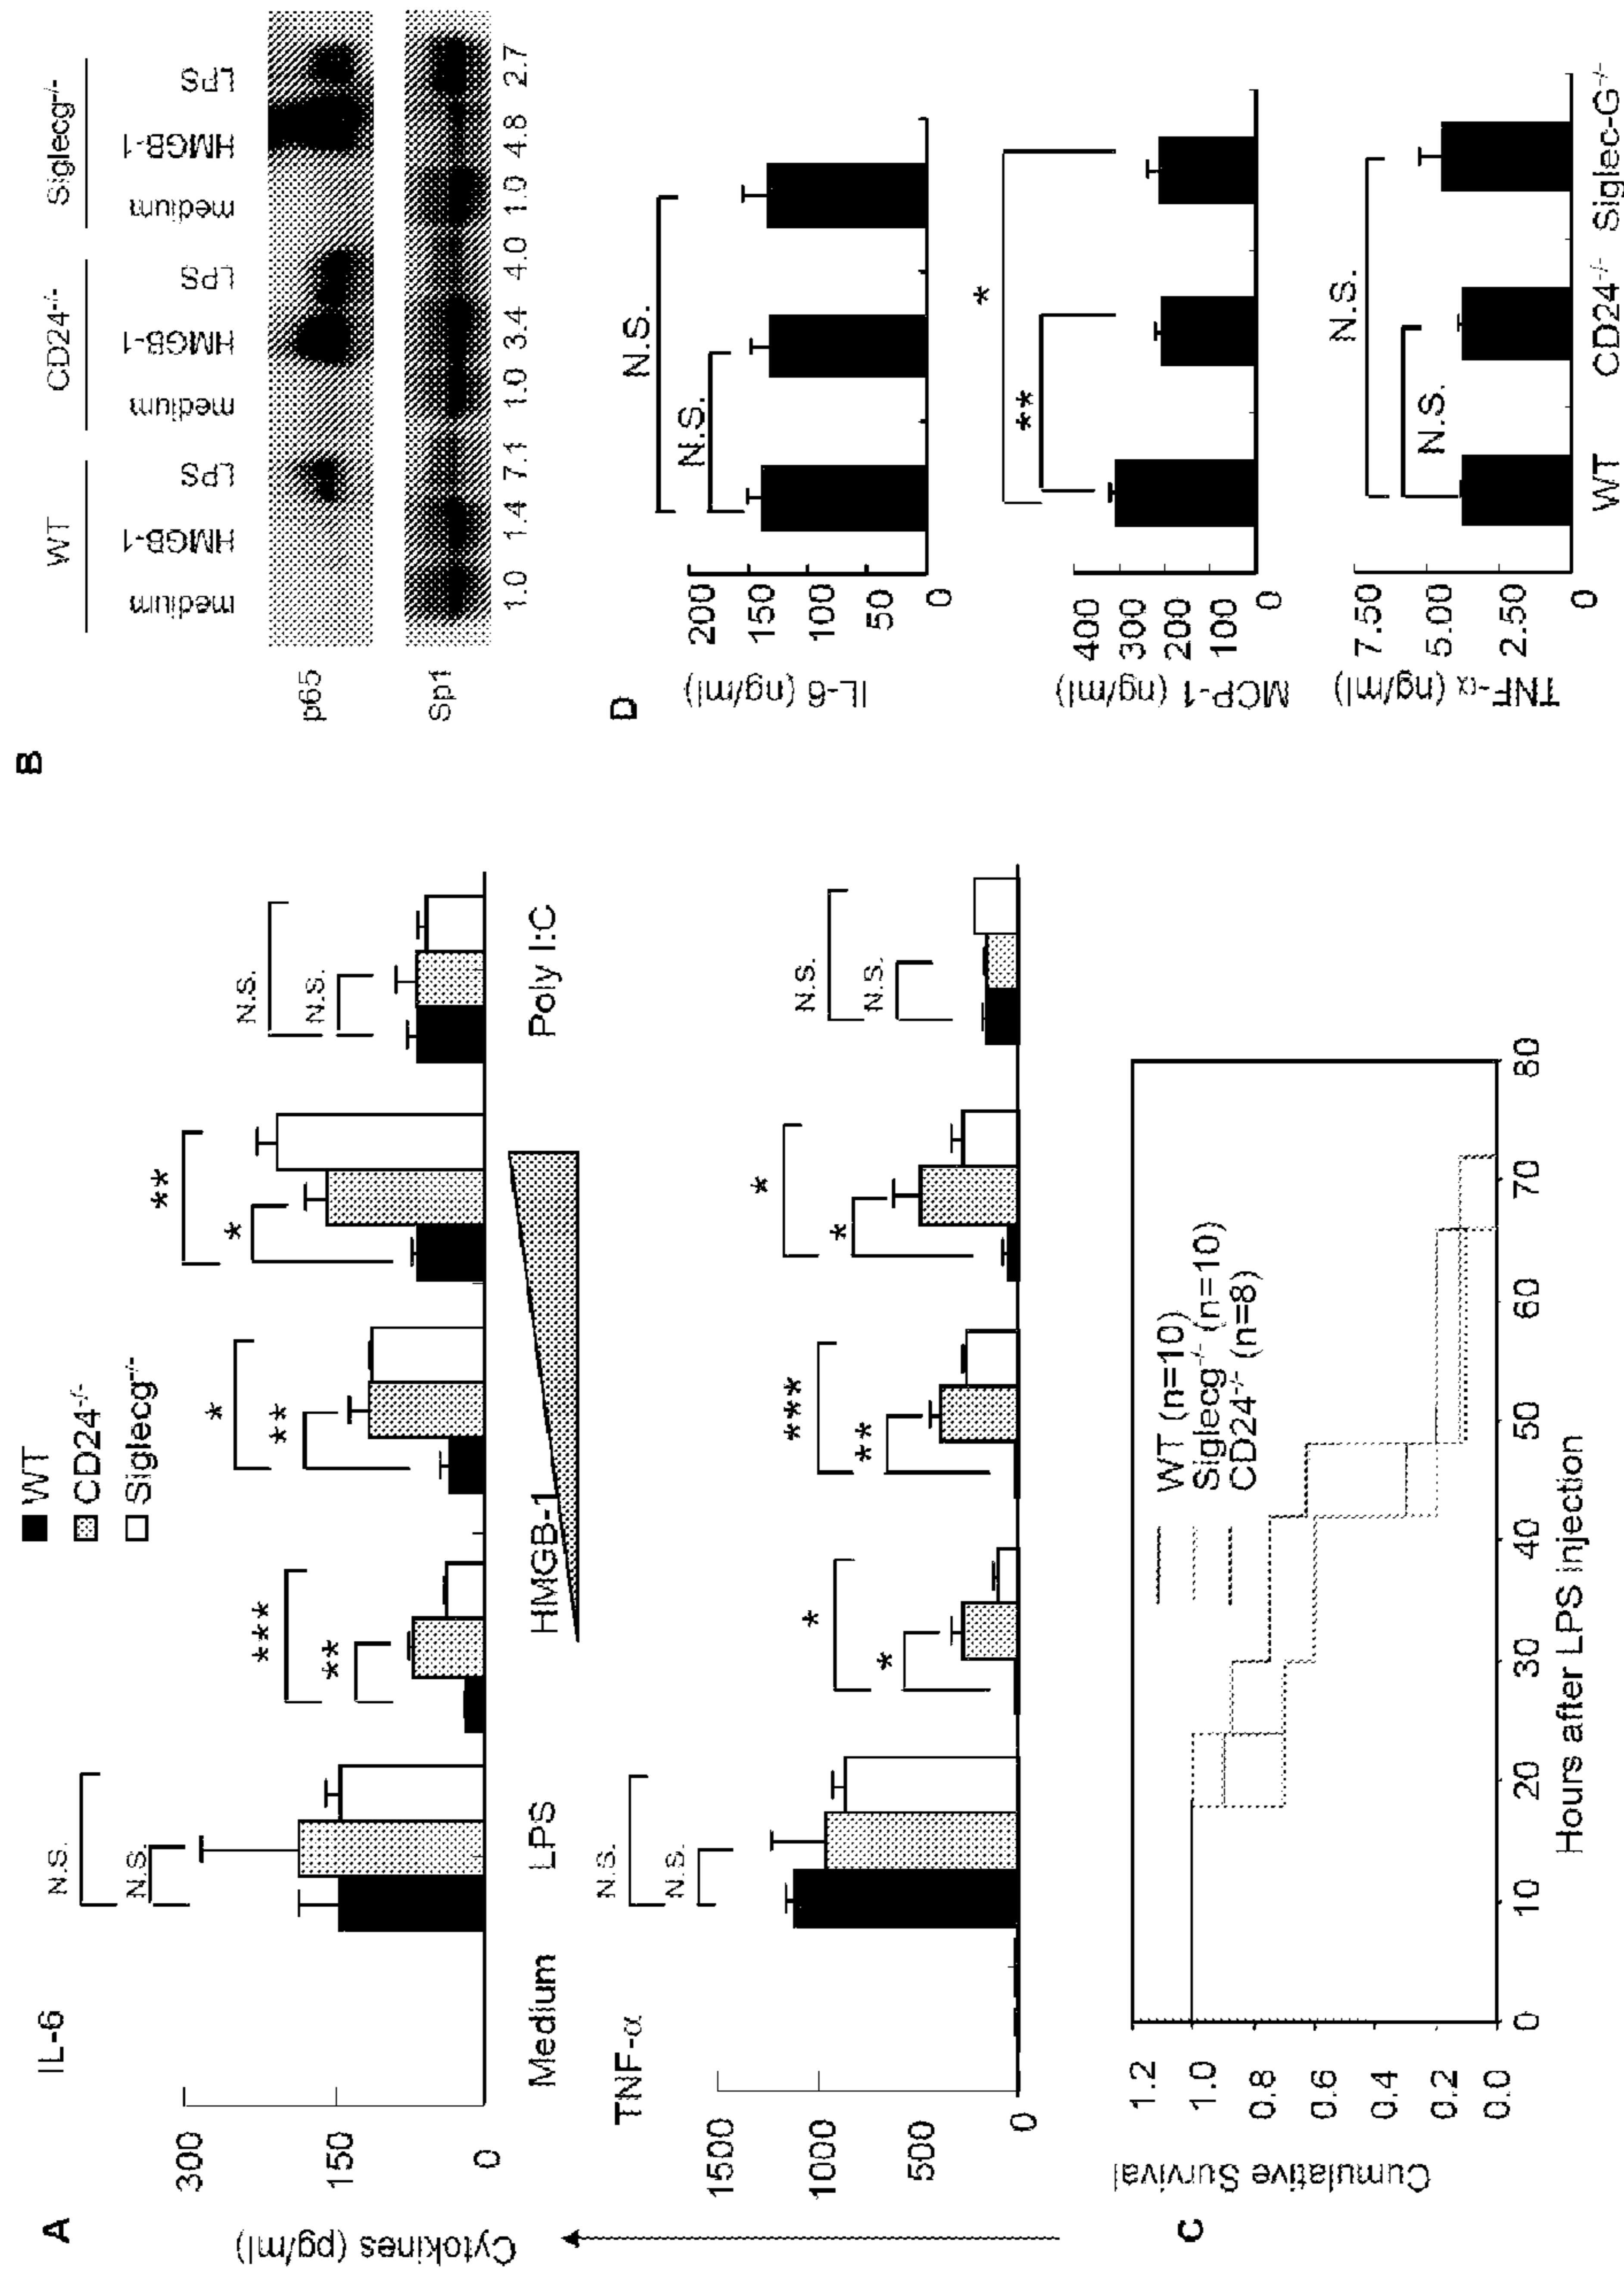 A
WT
CD24-/-
Siglecg-/-
IL-6
Cytokines (pg/ml)
300
150
0
N.S.
N.S.
***
**
*
**
**
*
N.S.
N.S.
Medium LPS HMGB-1 Poly I:C
TNF-α
1500
1000
500
0
N.S.
N.S.
*
*
***
**
*
*
N.S.
N.S.
B
WT CD24-/- Siglecg-/-
medium HMGB-1 LPS medium HMGB-1 LPS medium HMGB-1 LPS
p65
Sp1
1.0 1.4 7.1 1.0 3.4 4.0 1.0 4.8 2.7
C
Cumulative Survival
1.2
1.0
0.8
0.6
0.4
0.2
0.0
WT (n=10)
Siglecg-/- (n=10)
CD24-/- (n=8)
0 10 20 30 40 50 60 70 80
Hours after LPS injection
D
IL-6 (ng/ml)
200
150
100
50
0
N.S.
N.S.
MCP-1 (ng/ml)
400
300
200
100
0
*
**
TNF-α (ng/ml)
7.50
5.00
2.50
0
N.S.
N.S.
WT CD24-/- Siglec-G-/-